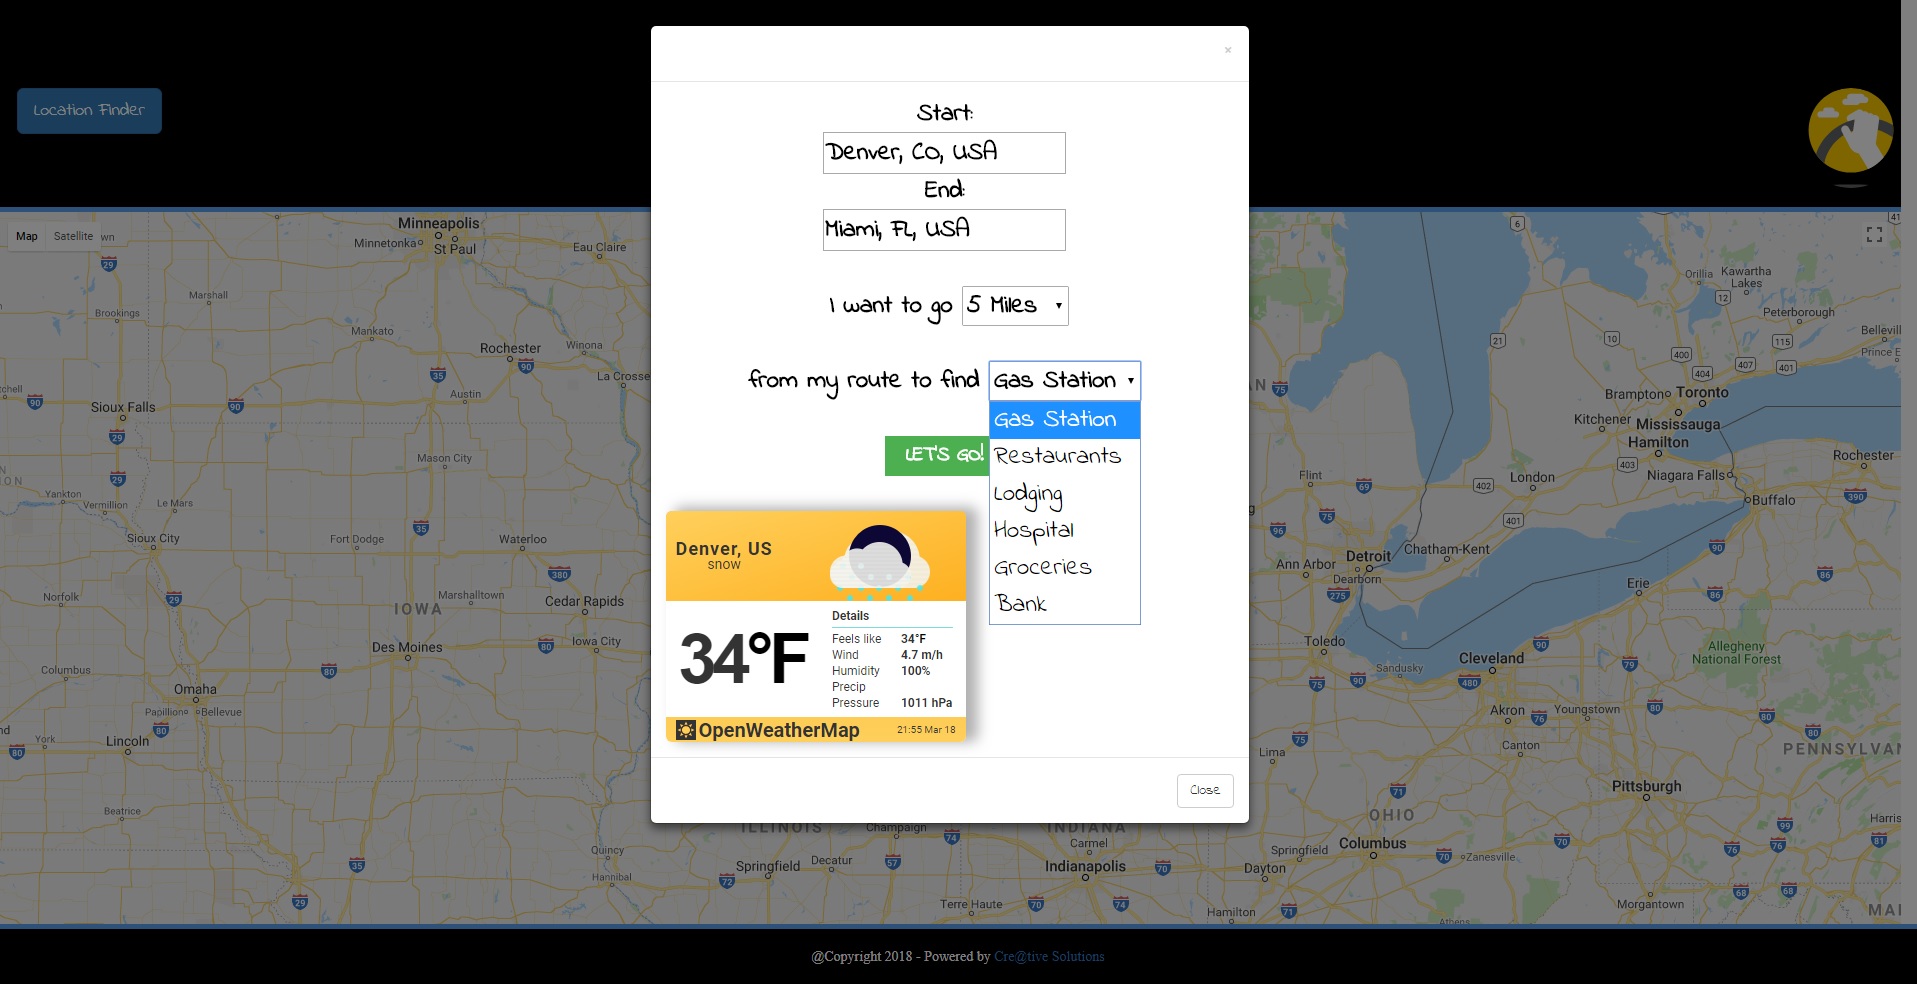 ×
Location Finder
Start:
Denver, CO, USA
End:
Miami, FL, USA
I want to go 5 Miles
from my route to find Gas Station
Gas Station
Restaurants
Lodging
Hospital
Groceries
Bank
LET'S GO!
Denver, US
snow
34°F
Details
Feels like 34°F
Wind 4.7 m/h
Humidity 100%
Precip
Pressure 1011 hPa
OpenWeatherMap 21:55 Mar 18
Close
Map Satellite
Minneapolis
Minnetonka
St Paul
Eau Claire
Marshall
Brookings
Mankato
Rochester
Winona
La Crosse
Sioux Falls
Austin
Mason City
Yankton
Vermillion
Le Mars
Sioux City
Fort Dodge
Waterloo
Norfolk
IOWA
Marshalltown
Cedar Rapids
Iowa City
Des Moines
Columbus
Omaha
Papillion
Bellevue
York
Lincoln
Beatrice
Quincy
Hannibal
ILLINOIS
Champaign
Springfield
Decatur
INDIANA
Carmel
Indianapolis
Terre Haute
Orillia
Kawartha Lakes
Peterborough
Bellevil
Prince E
Brampton
Toronto
Kitchener
Mississauga
Hamilton
Niagara Falls
Rochester
Buffalo
Flint
London
Detroit
Chatham-Kent
Ann Arbor
Dearborn
Erie
Toledo
Sandusky
Cleveland
Allegheny National Forest
Akron
Youngstown
Lima
Canton
PENNSYLVAN
Pittsburgh
OHIO
Columbus
Zanesville
Springfield
Dayton
Hamilton
Athens
Morgantown
Harris
MA
@Copyright 2018 - Powered by Cre@tive Solutions